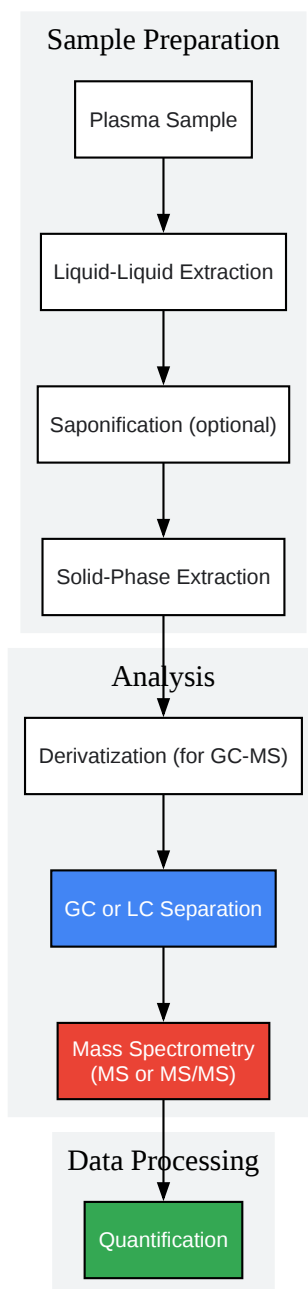 Sample Preparation
Plasma Sample
Liquid-Liquid Extraction
Saponification (optional)
Solid-Phase Extraction
Analysis
Derivatization (for GC-MS)
GC or LC Separation
Mass Spectrometry
(MS or MS/MS)
Data Processing
Quantification